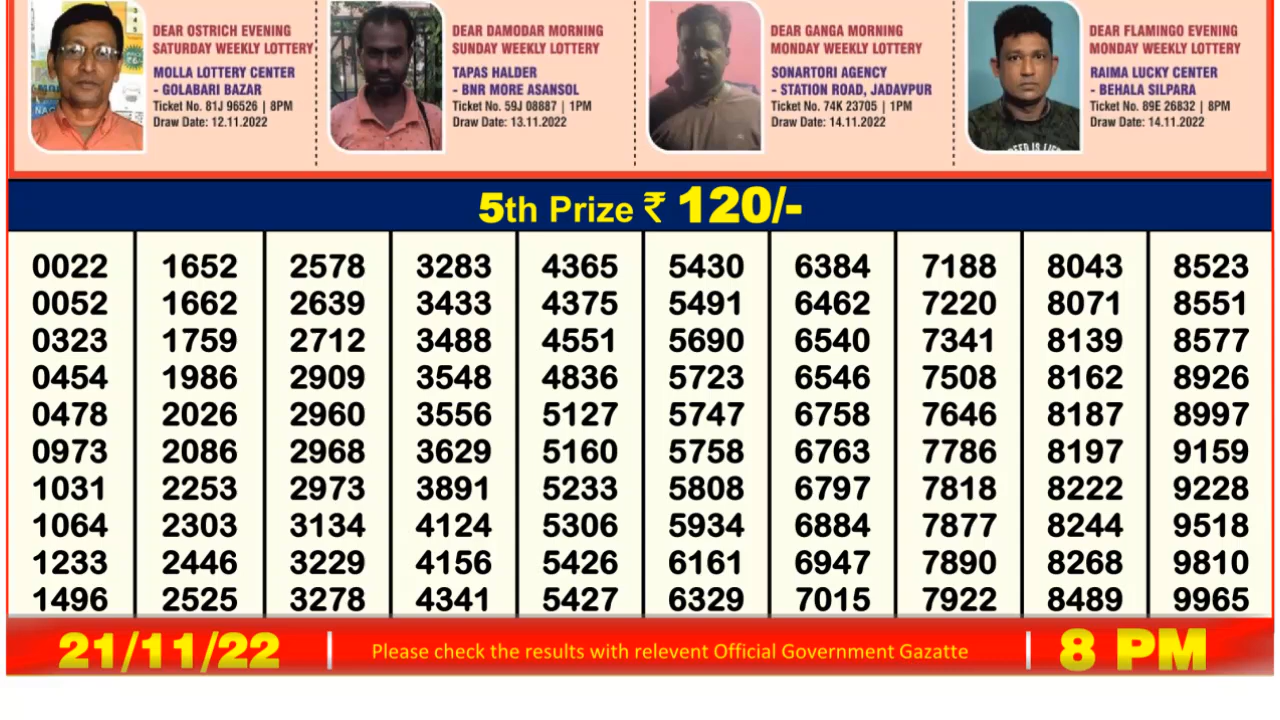 DEAR OSTRICH EVENING
SATURDAY WEEKLY LOTTERY
MOLLA LOTTERY CENTER
- GOLABARI BAZAR
Ticket No. 81J 96526 | 8PM
Draw Date: 12.11.2022
DEAR DAMODAR MORNING
SUNDAY WEEKLY LOTTERY
TAPAS HALDER
- BNR MORE ASANSOL
Ticket No. 59J 08887 | 1PM
Draw Date: 13.11.2022
DEAR GANGA MORNING
MONDAY WEEKLY LOTTERY
SONARTORI AGENCY
- STATION ROAD, JADAVPUR
Ticket No. 74K 23705 | 1PM
Draw Date: 14.11.2022
DEAR FLAMINGO EVENING
MONDAY WEEKLY LOTTERY
RAIMA LUCKY CENTER
- BEHALA SILPARA
Ticket No. 89E 26832 | 8PM
Draw Date: 14.11.2022
5th Prize ₹ 120/-
0022 1652 2578 3283 4365 5430 6384 7188 8043 8523
0052 1662 2639 3433 4375 5491 6462 7220 8071 8551
0323 1759 2712 3488 4551 5690 6540 7341 8139 8577
0454 1986 2909 3548 4836 5723 6546 7508 8162 8926
0478 2026 2960 3556 5127 5747 6758 7646 8187 8997
0973 2086 2968 3629 5160 5758 6763 7786 8197 9159
1031 2253 2973 3891 5233 5808 6797 7818 8222 9228
1064 2303 3134 4124 5306 5934 6884 7877 8244 9518
1233 2446 3229 4156 5426 6161 6947 7890 8268 9810
1496 2525 3278 4341 5427 6329 7015 7922 8489 9965
21/11/22 | Please check the results with relevent Official Government Gazatte | 8 PM